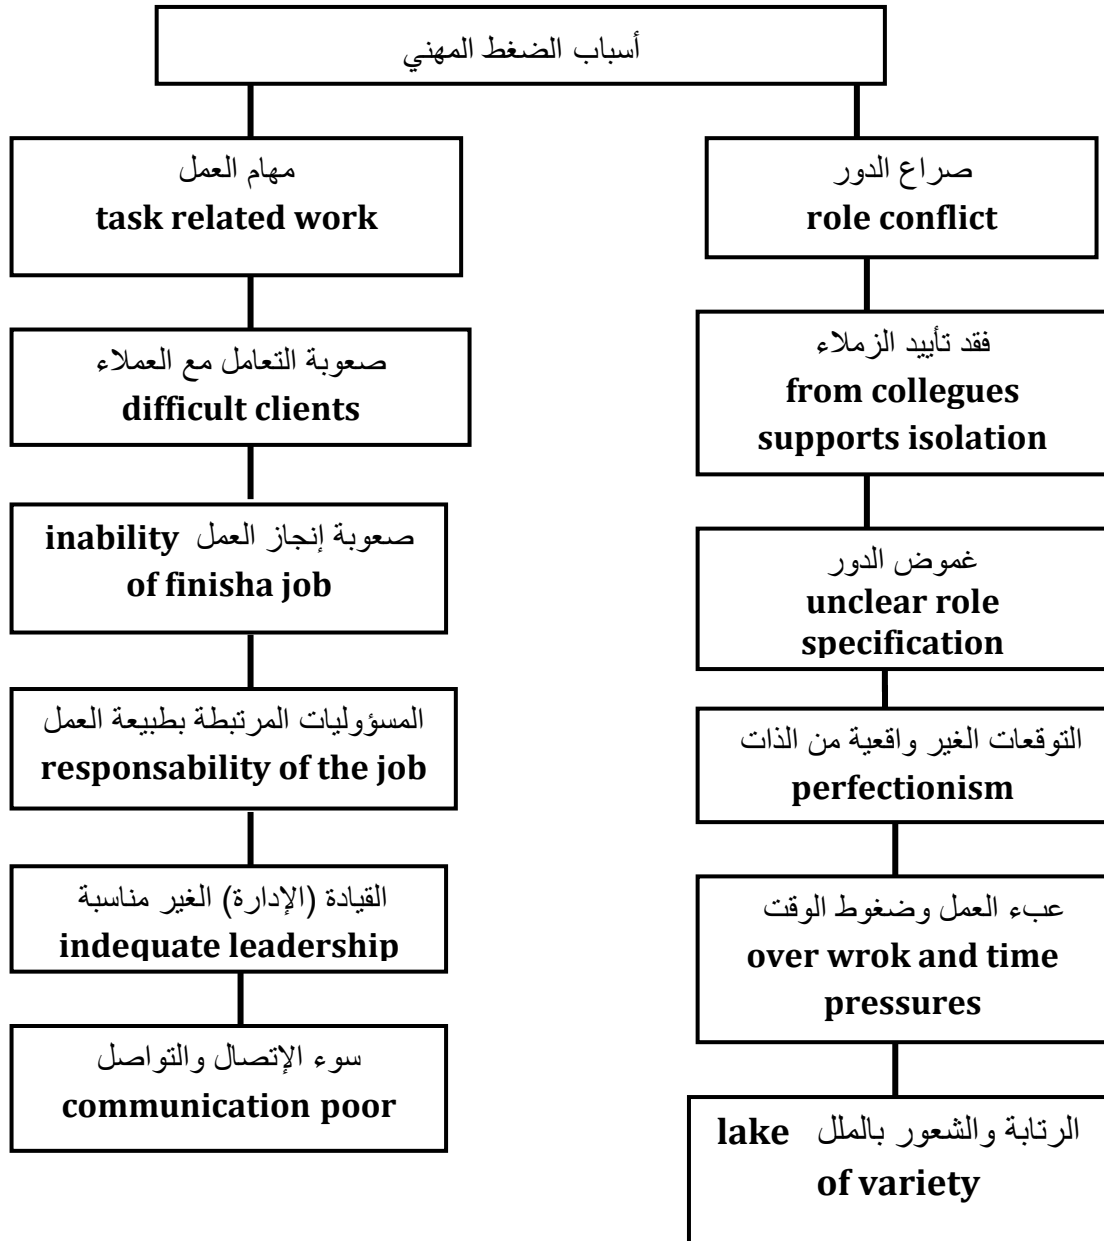 أسباب الضغط المهني
صراع الدور
role conflict
فقد تأييد الزملاء
from collegues
supports isolation
غموض الدور
unclear role
specification
التوقعات الغير واقعية من الذات
perfectionism
عبء العمل وضغوط الوقت
over wrok and time
pressures
الرتابة والشعور بالملل lake
of variety
مهام العمل
task related work
صعوبة التعامل مع العملاء
difficult clients
صعوبة إنجاز العمل inability
of finisha job
المسؤوليات المرتبطة بطبيعة العمل
responsability of the job
القيادة (الإدارة) الغير مناسبة
indequate leadership
سوء الإتصال والتواصل
communication poor